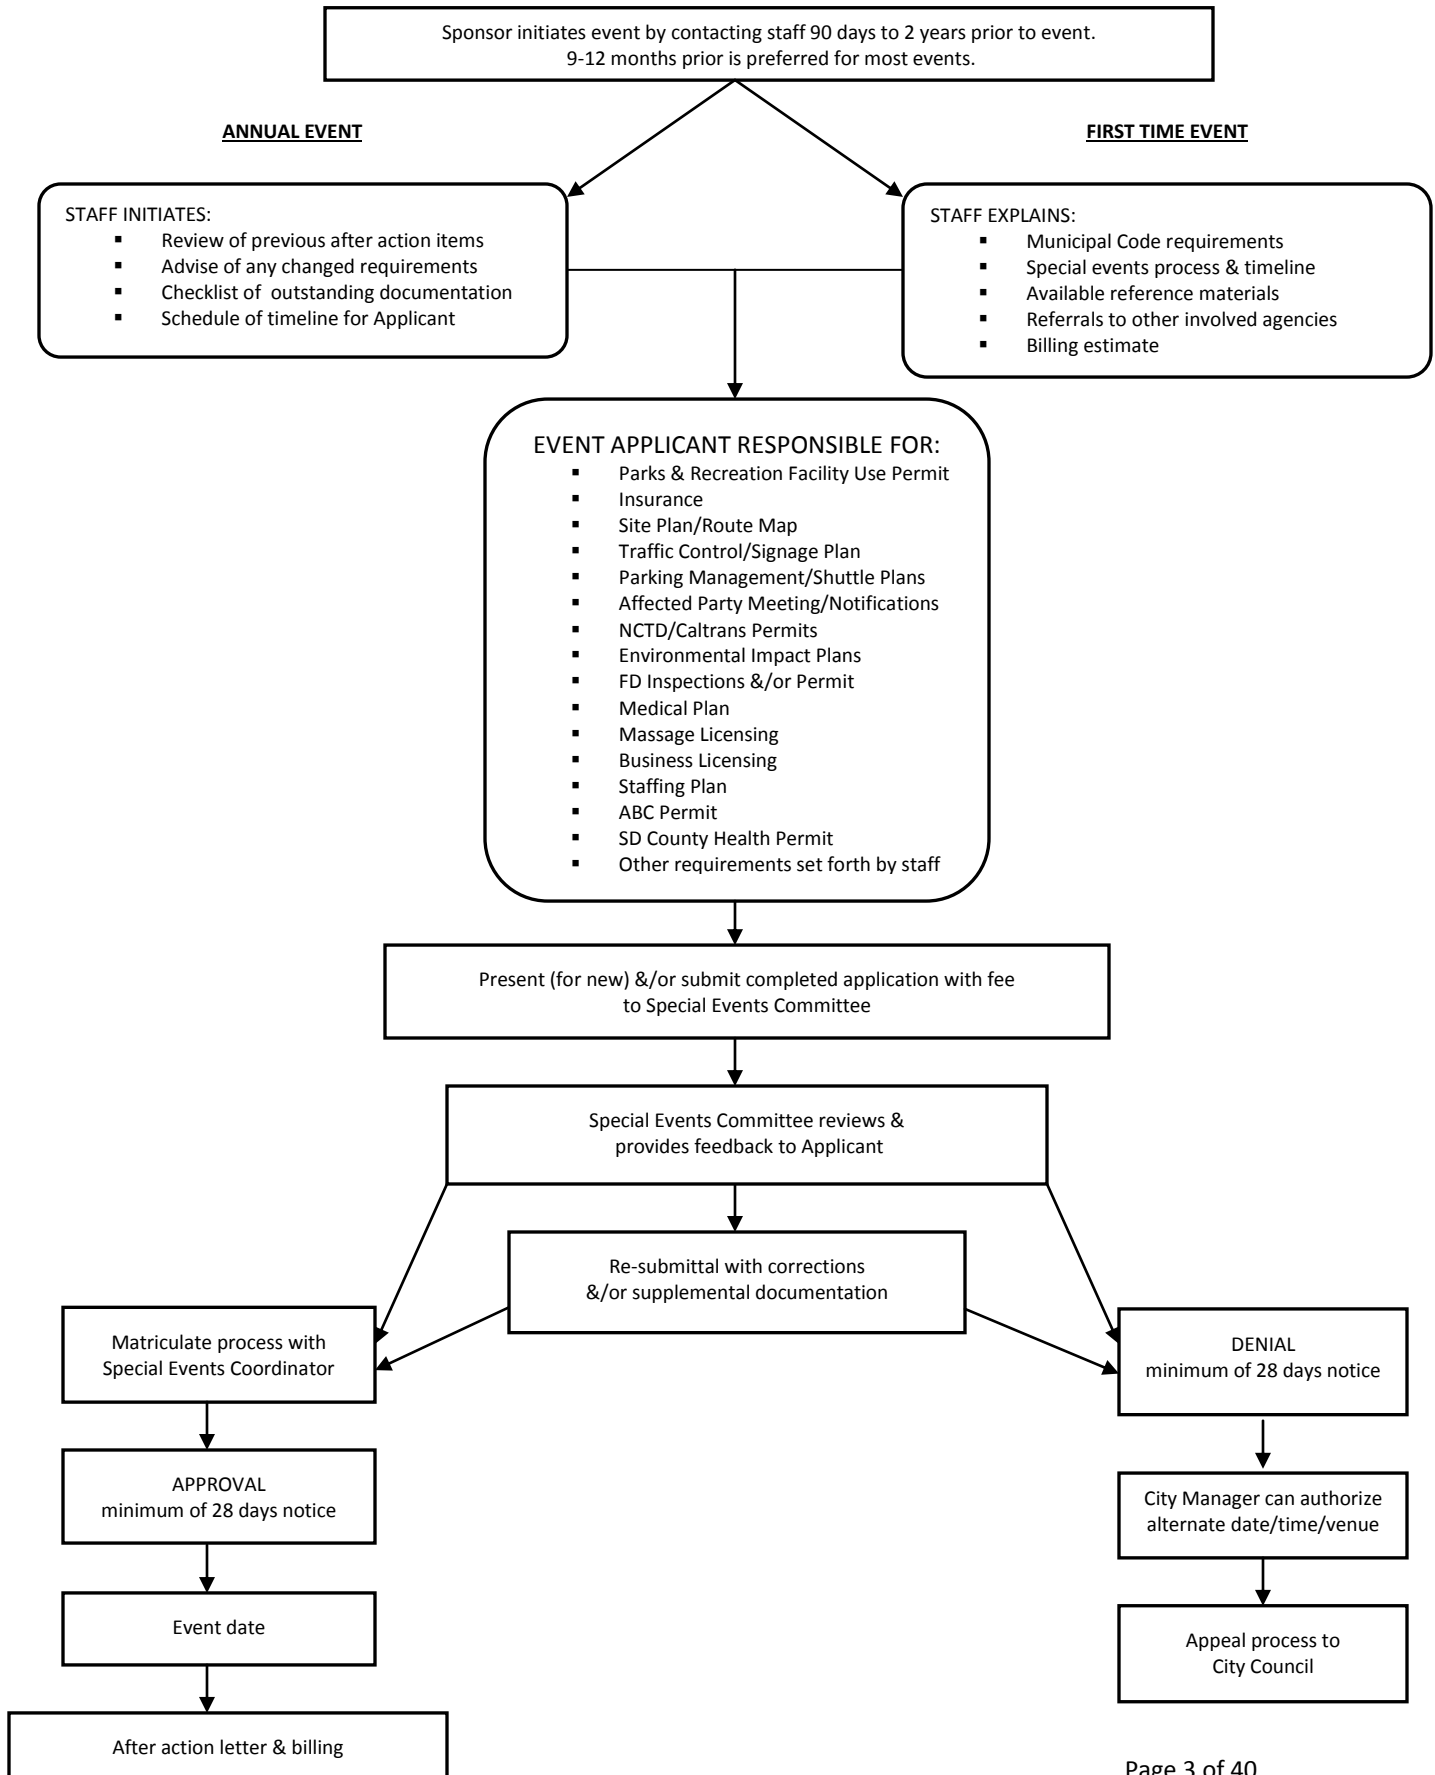 Sponsor initiates event by contacting staff 90 days to 2 years prior to event.
9-12 months prior is preferred for most events.
ANNUAL EVENT
FIRST TIME EVENT
STAFF INITIATES:
▪ Review of previous after action items
▪ Advise of any changed requirements
▪ Checklist of outstanding documentation
▪ Schedule of timeline for Applicant
STAFF EXPLAINS:
▪ Municipal Code requirements
▪ Special events process & timeline
▪ Available reference materials
▪ Referrals to other involved agencies
▪ Billing estimate
EVENT APPLICANT RESPONSIBLE FOR:
▪ Parks & Recreation Facility Use Permit
▪ Insurance
▪ Site Plan/Route Map
▪ Traffic Control/Signage Plan
▪ Parking Management/Shuttle Plans
▪ Affected Party Meeting/Notifications
▪ NCTD/Caltrans Permits
▪ Environmental Impact Plans
▪ FD Inspections &/or Permit
▪ Medical Plan
▪ Massage Licensing
▪ Business Licensing
▪ Staffing Plan
▪ ABC Permit
▪ SD County Health Permit
▪ Other requirements set forth by staff
Present (for new) &/or submit completed application with fee
to Special Events Committee
Special Events Committee reviews &
provides feedback to Applicant
Re-submittal with corrections
&/or supplemental documentation
Matriculate process with
Special Events Coordinator
DENIAL
minimum of 28 days notice
APPROVAL
minimum of 28 days notice
City Manager can authorize
alternate date/time/venue
Event date
Appeal process to
City Council
After action letter & billing
Page 3 of 40